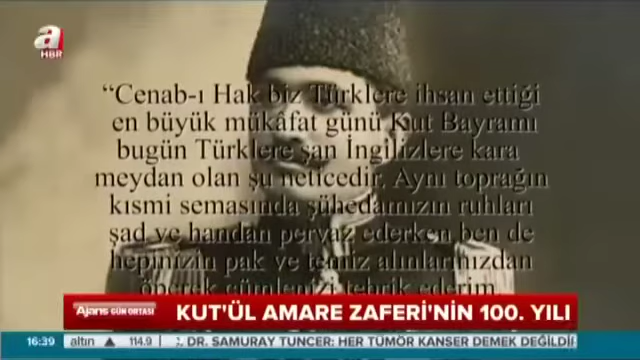 a
HBR
“Cenab-ı Hak biz Türklere ihsan ettiği
en büyük mükâfat günü Kut Bayramı
bugün Türklere şan İngilizlere kara
meydan olan şu neticedir. Aynı toprağın
kısmi semasında şühedamızın ruhları
şad ve handan pervaz ederken ben de
hepinizin pak ve temiz alınlarınızdan
öperek cümlenizi tebrik ederim
Ajans GÜN ORTASI
KUT'ÜL AMARE ZAFERİ'NİN 100. YILI
16:39 altın ▲ 114.9 Ç. DR. SAMURAY TUNCER: HER TÜMÖR KANSER DEMEK DEĞİLDİR